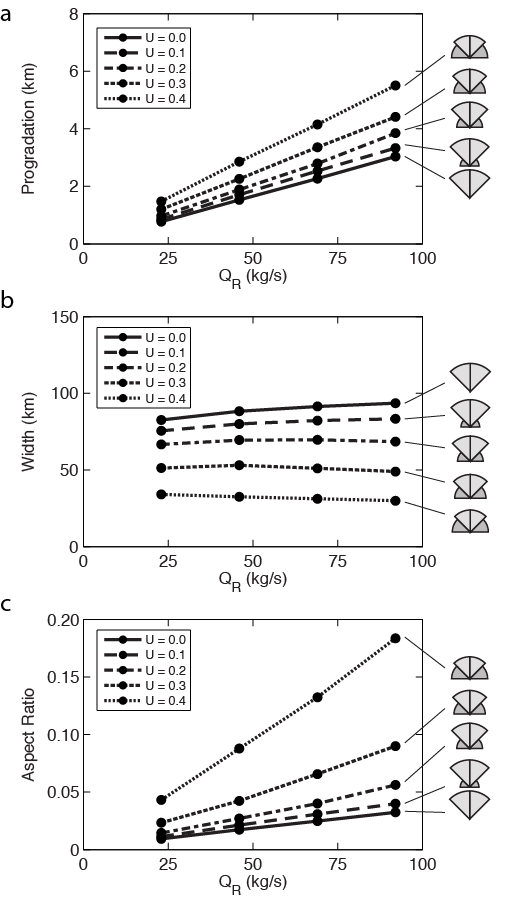 a
8
6
4
2
0
Progradation (km)
U = 0.0
U = 0.1
U = 0.2
U = 0.3
U = 0.4
0 25 50 75 100
QR (kg/s)
b
150
100
50
0
Width (km)
U = 0.0
U = 0.1
U = 0.2
U = 0.3
U = 0.4
0 25 50 75 100
QR (kg/s)
c
0.20
0.15
0.10
0.05
0
Aspect Ratio
U = 0.0
U = 0.1
U = 0.2
U = 0.3
U = 0.4
0 25 50 75 100
QR (kg/s)